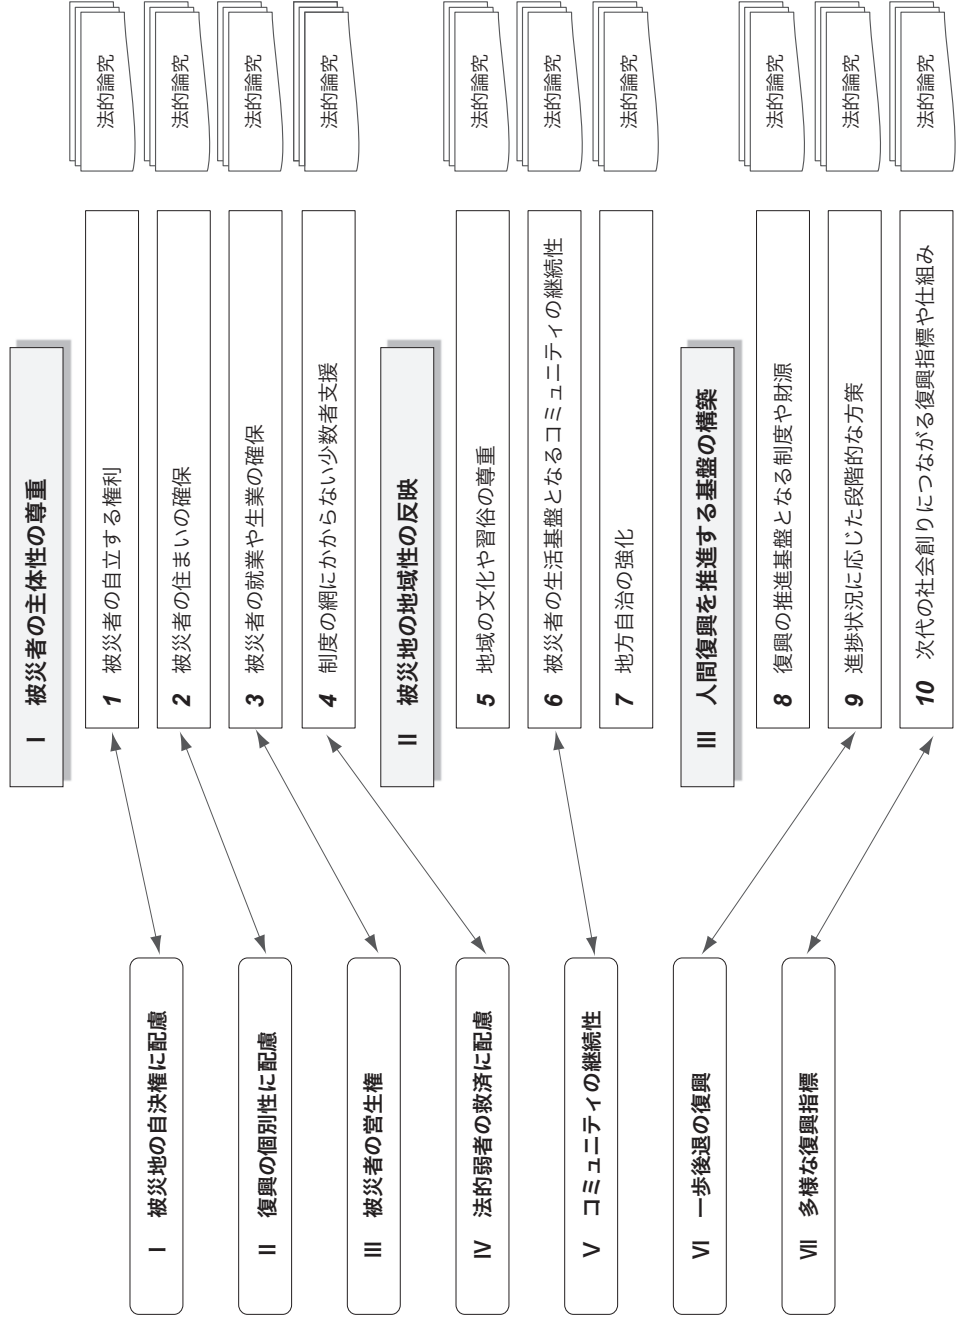 Ⅰ 被災地の自決権に配慮
Ⅱ 復興の個別性に配慮
Ⅲ 被災者の営生権
Ⅳ 法的弱者の救済に配慮
Ⅴ コミュニティの継続性
Ⅵ 一歩後退の復興
Ⅶ 多様な復興指標
Ⅰ 被災者の主体性の尊重
1 被災者の自立する権利
2 被災者の住まいの確保
3 被災者の就業や生業の確保
4 制度の網にかからない少数者支援
Ⅱ 被災地の地域性の反映
5 地域の文化や習俗の尊重
6 被災者の生活基盤となるコミュニティの継続性
7 地方自治の強化
Ⅲ 人間復興を推進する基盤の構築
8 復興の推進基盤となる制度や財源
9 進捗状況に応じた段階的な方策
10 次代の社会創りにつながる復興指標や仕組み
法的論究
法的論究
法的論究
法的論究
法的論究
法的論究
法的論究
法的論究
法的論究
法的論究